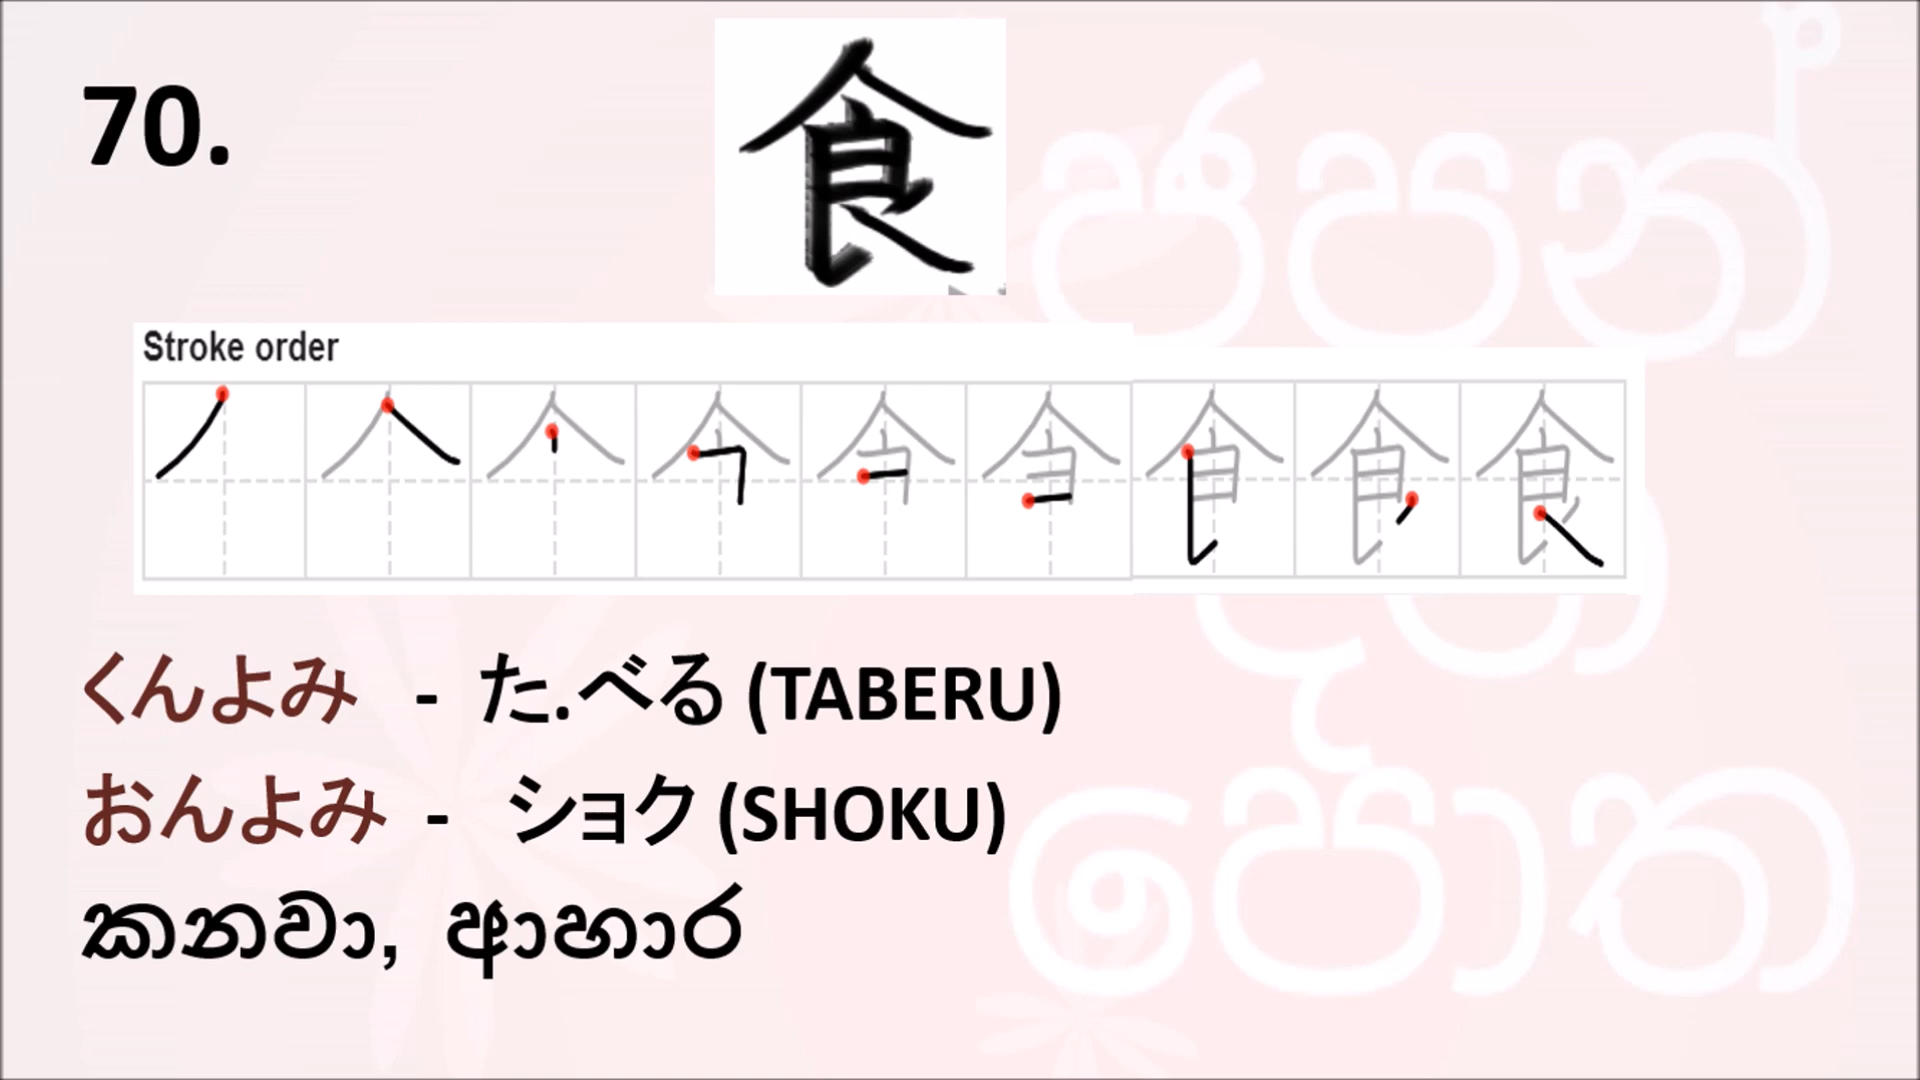 70.
食
Stroke order
くんよみ - た.べる (TABERU)
おんよみ - ショク (SHOKU)
කනවා, ආහාර
ජපන්
පොත